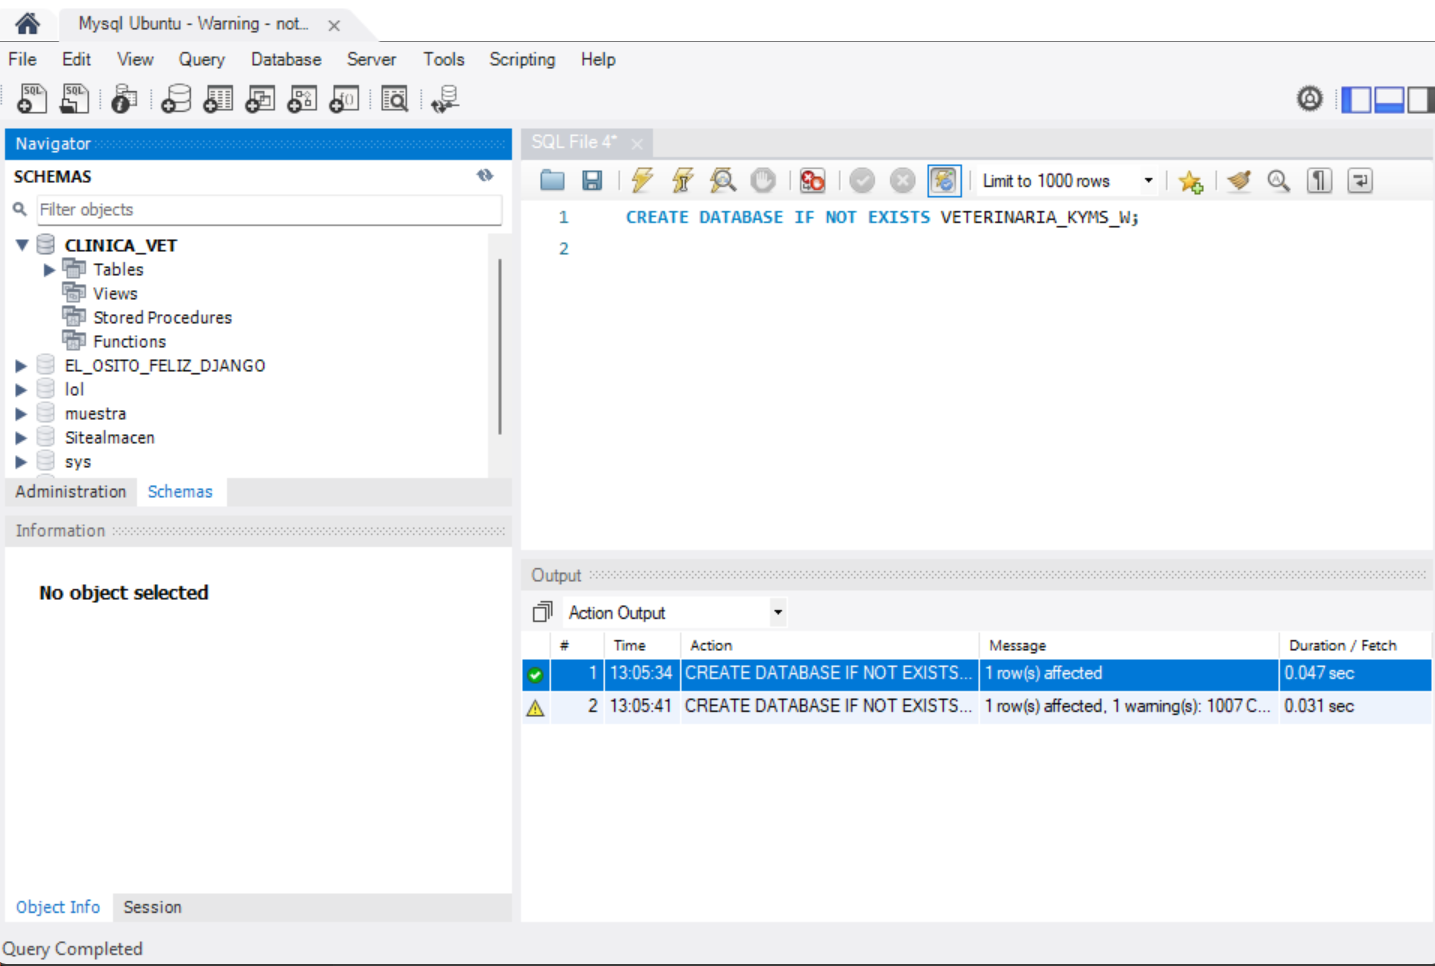 Mysql Ubuntu - Warning - not...
File Edit View Query Database Server Tools Scripting Help
Navigator
SCHEMAS
Filter objects
CLINICA_VET
Tables
Views
Stored Procedures
Functions
EL_OSITO_FELIZ_DJANGO
lol
muestra
Sitealmacen
sys
Administration Schemas
Information
No object selected
Object Info Session
SQL File 4*
Limit to 1000 rows
1 CREATE DATABASE IF NOT EXISTS VETERINARIA_KYMS_W;
2
Output
Action Output
# Time Action Message Duration / Fetch
1 13:05:34 CREATE DATABASE IF NOT EXISTS... 1 row(s) affected 0.047 sec
2 13:05:41 CREATE DATABASE IF NOT EXISTS... 1 row(s) affected, 1 warning(s): 1007 C... 0.031 sec
Query Completed